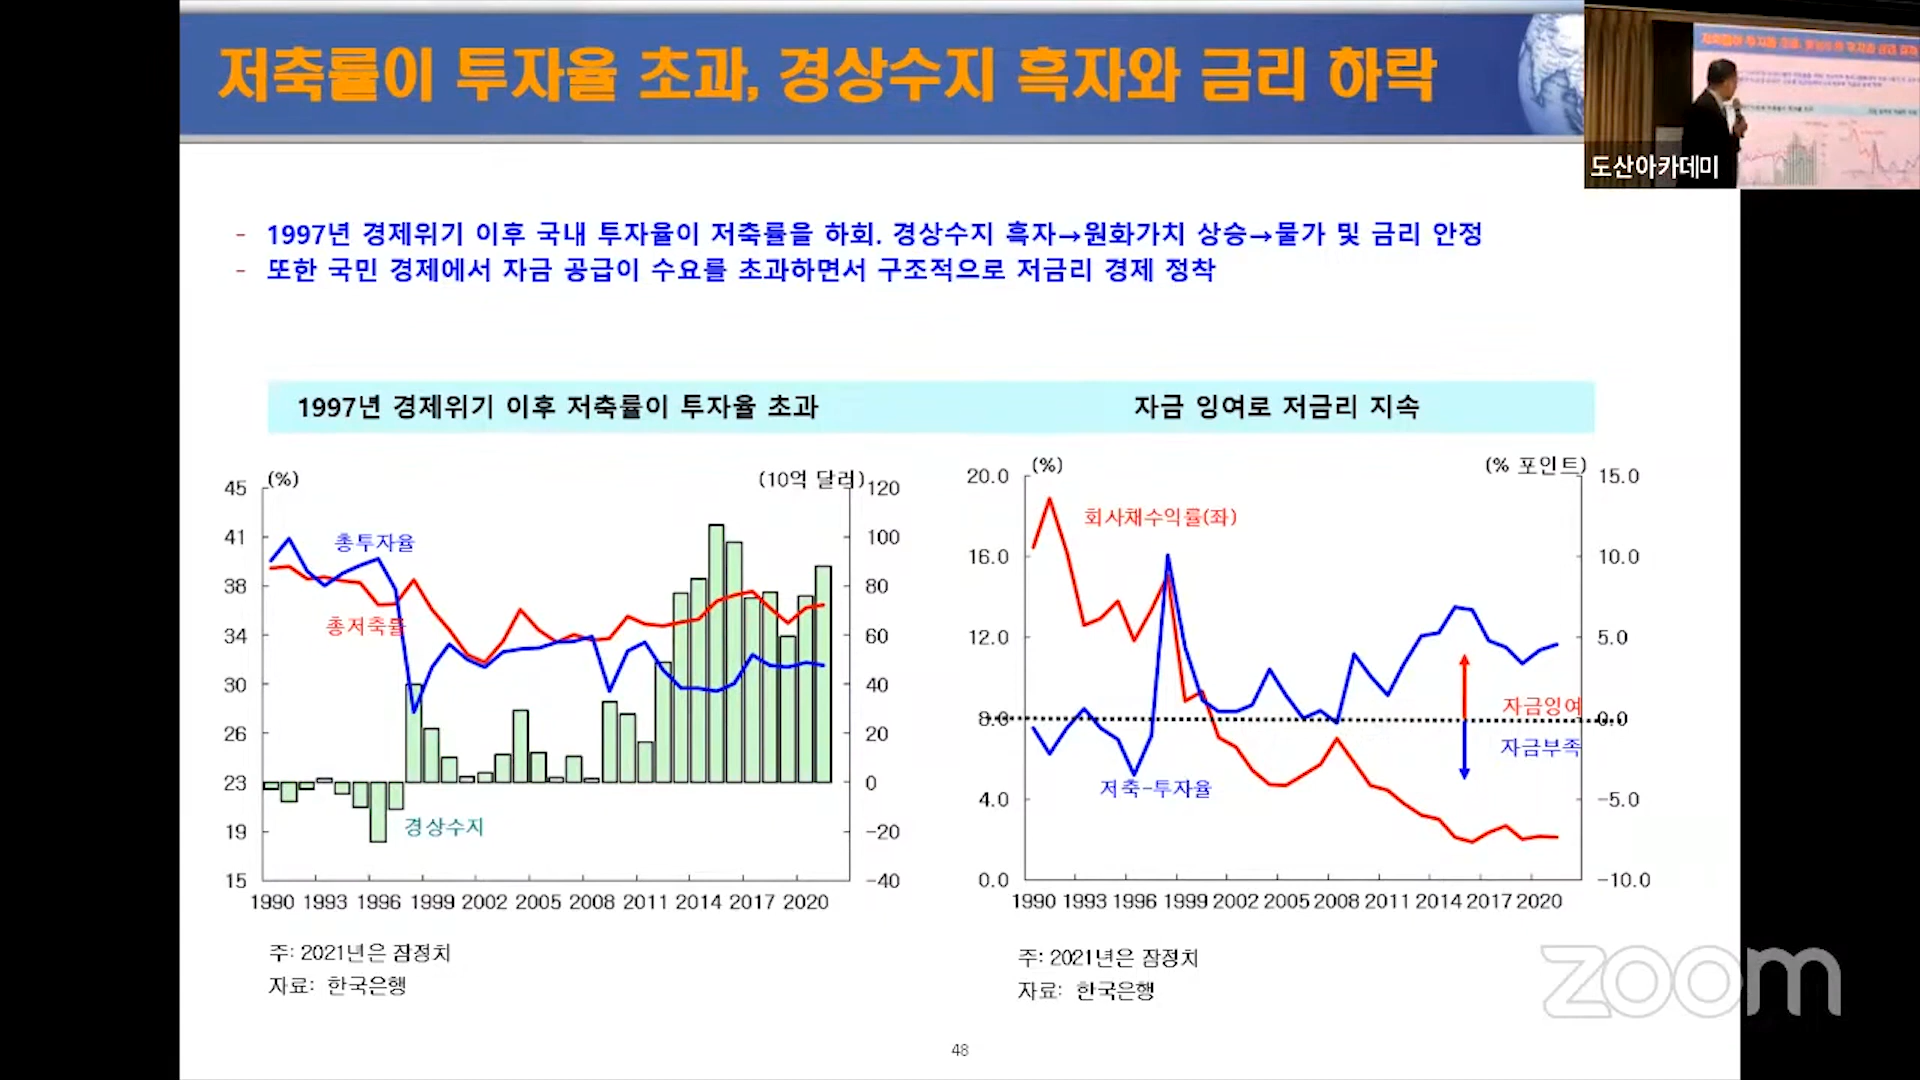 저축률이 투자율 초과, 경상수지 흑자와 금리 하락
도산아카데미
- 1997년 경제위기 이후 국내 투자율이 저축률을 하회. 경상수지 흑자→원화가치 상승→물가 및 금리 안정
- 또한 국민 경제에서 자금 공급이 수요를 초과하면서 구조적으로 저금리 경제 정착
1997년 경제위기 이후 저축률이 투자율 초과
(%)
(10억 달러)
45
41
38
34
30
26
23
19
15
120
100
80
60
40
20
0
-20
-40
총투자율
총저축률
경상수지
1990 1993 1996 1999 2002 2005 2008 2011 2014 2017 2020
주: 2021년은 잠정치
자료: 한국은행
자금 잉여로 저금리 지속
(%)
(% 포인트)
20.0
16.0
12.0
8.0
4.0
0.0
15.0
10.0
5.0
0.0
-5.0
-10.0
회사채수익률(좌)
저축-투자율
자금잉여
자금부족
1990 1993 1996 1999 2002 2005 2008 2011 2014 2017 2020
주: 2021년은 잠정치
자료: 한국은행
zoom
48